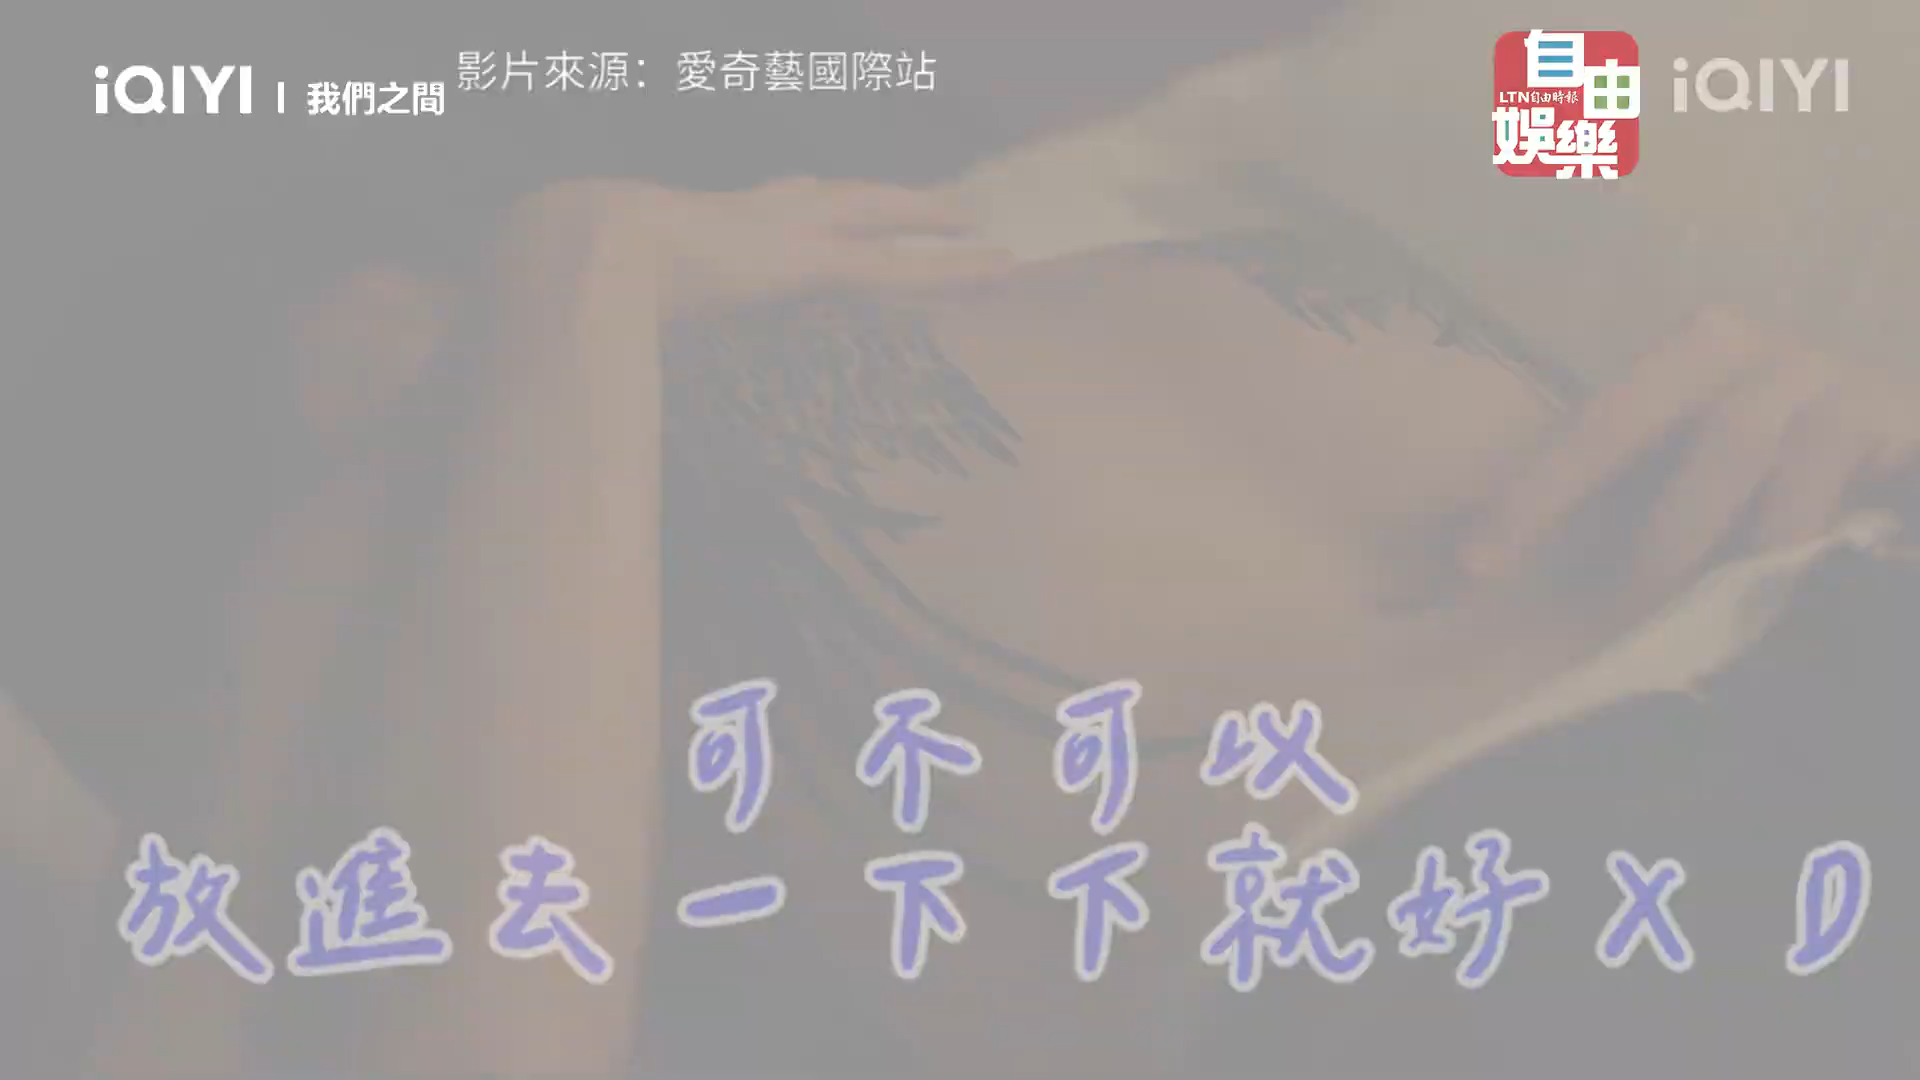 iQIYI | 我們之間
影片來源：愛奇藝國際站
自由
LTN自由時報
娛樂
iQIYI
可不可以
放進去一下下就好XD